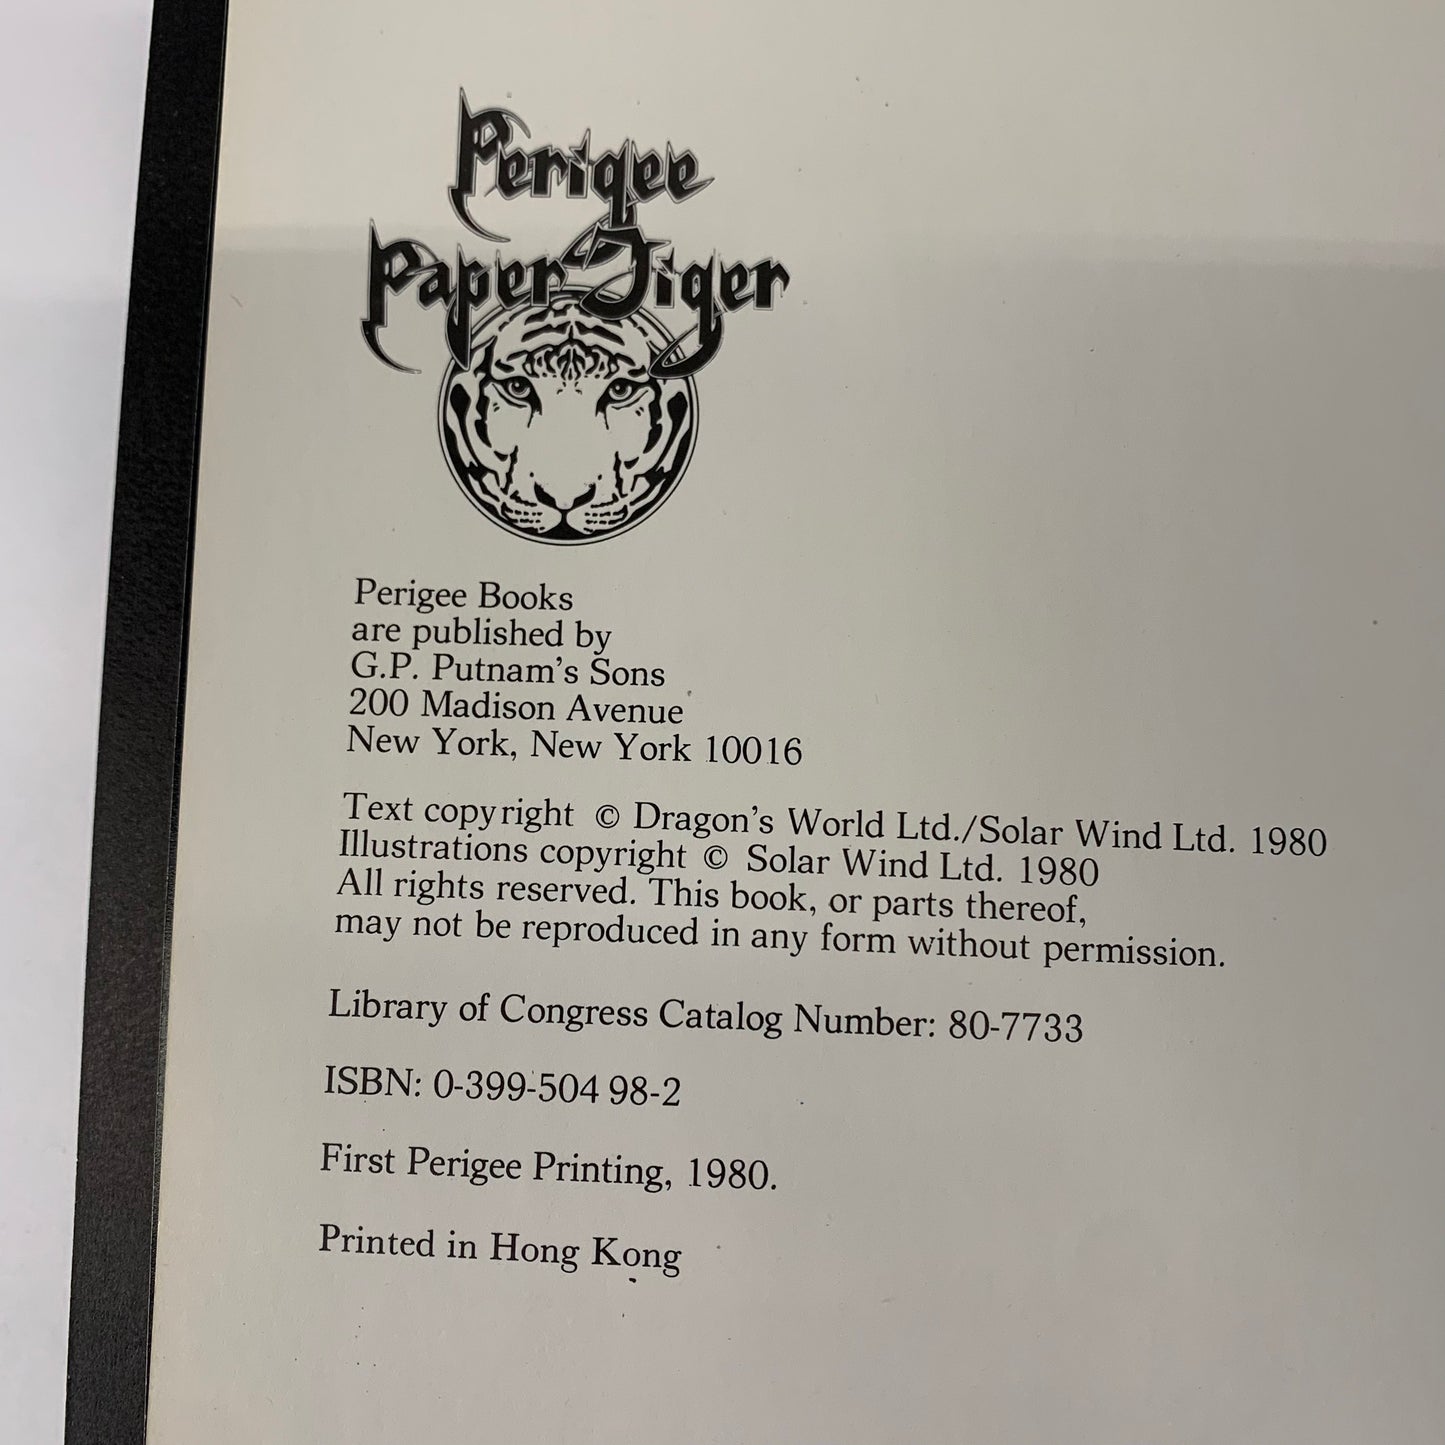 Perigee
Paper Tiger
Perigee Books
are published by
G.P. Putnam's Sons
200 Madison Avenue
New York, New York 10016
Text copyright © Dragon's World Ltd./Solar Wind Ltd. 1980
Illustrations copyright © Solar Wind Ltd. 1980
All rights reserved. This book, or parts thereof,
may not be reproduced in any form without permission.
Library of Congress Catalog Number: 80-7733
ISBN: 0-399-504 98-2
First Perigee Printing, 1980.
Printed in Hong Kong